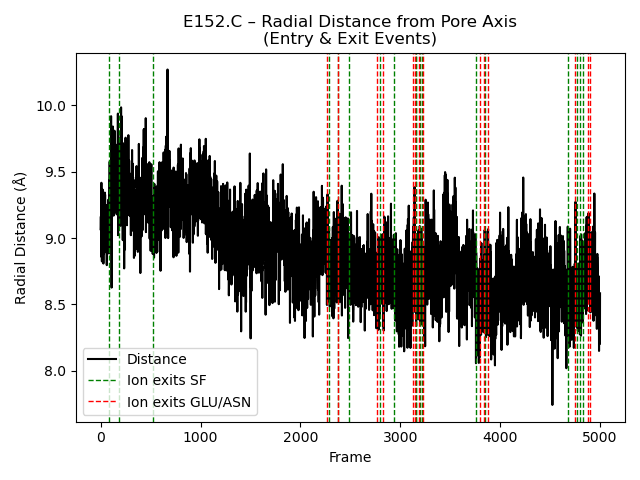 E152.C – Radial Distance from Pore Axis
(Entry & Exit Events)
Radial Distance (Å)
10.0
9.5
9.0
8.5
8.0
Distance
Ion exits SF
Ion exits GLU/ASN
0 1000 2000 3000 4000 5000
Frame